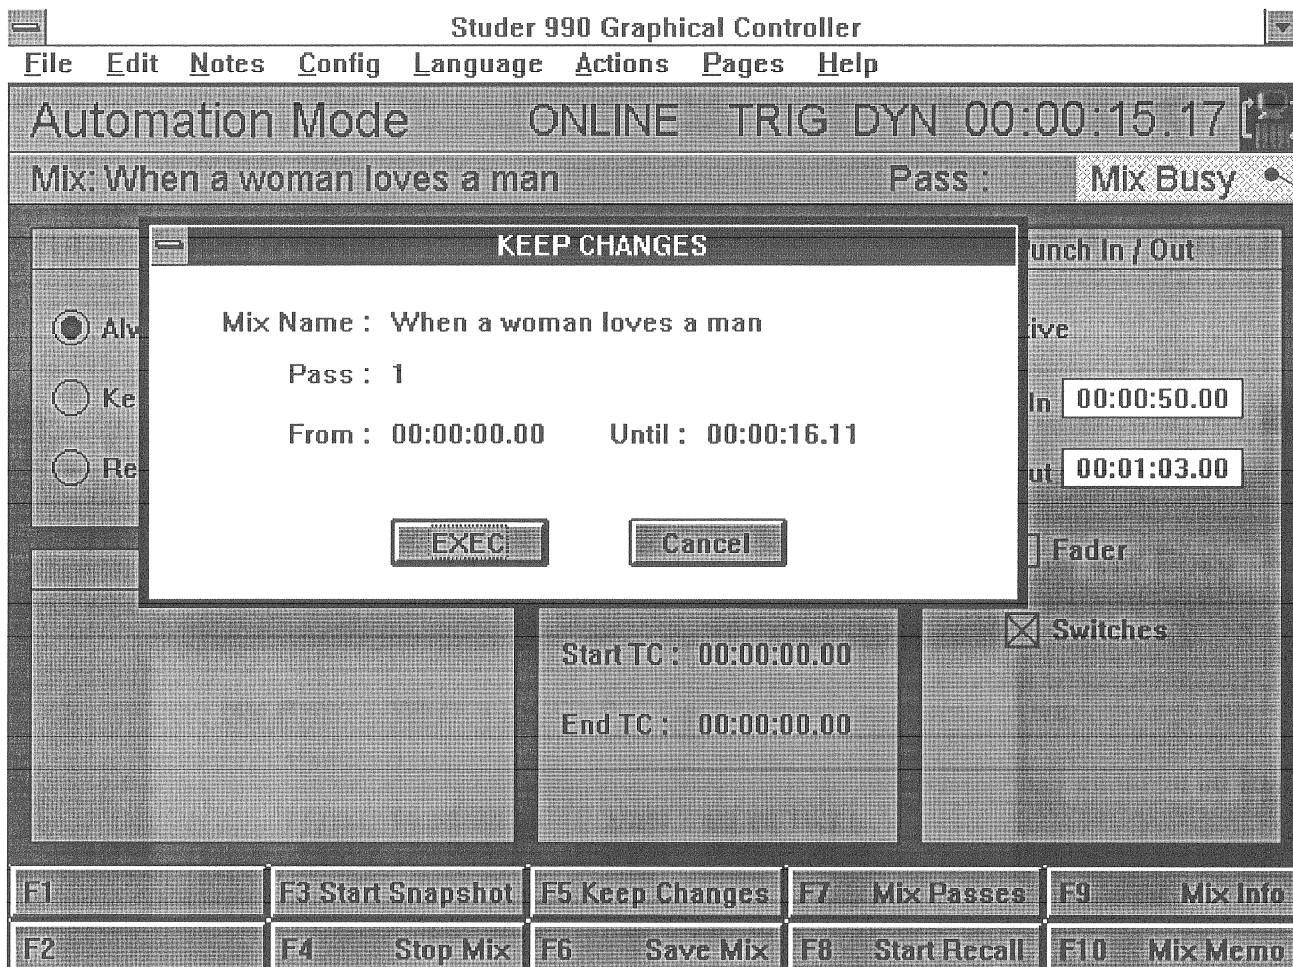 Studer 990 Graphical Controller
File Edit Notes Config Language Actions Pages Help
Automation Mode ONLINE TRIG DYN 00:00:15.17
Mix: When a woman loves a man Pass : Mix Busy
KEEP CHANGES
unch In / Out
Mix Name : When a woman loves a man
Alv
ive
Pass : 1
Ke
In 00:00:50.00
From : 00:00:00.00 Until : 00:00:16.11
Re
ut 00:01:03.00
EXEC Cancel
Fader
Switches
Start TC : 00:00:00.00
End TC : 00:00:00.00
F1 F3 Start Snapshot F5 Keep Changes F7 Mix Passes F9 Mix Info
F2 F4 Stop Mix F6 Save Mix F8 Start Recall F10 Mix Memo